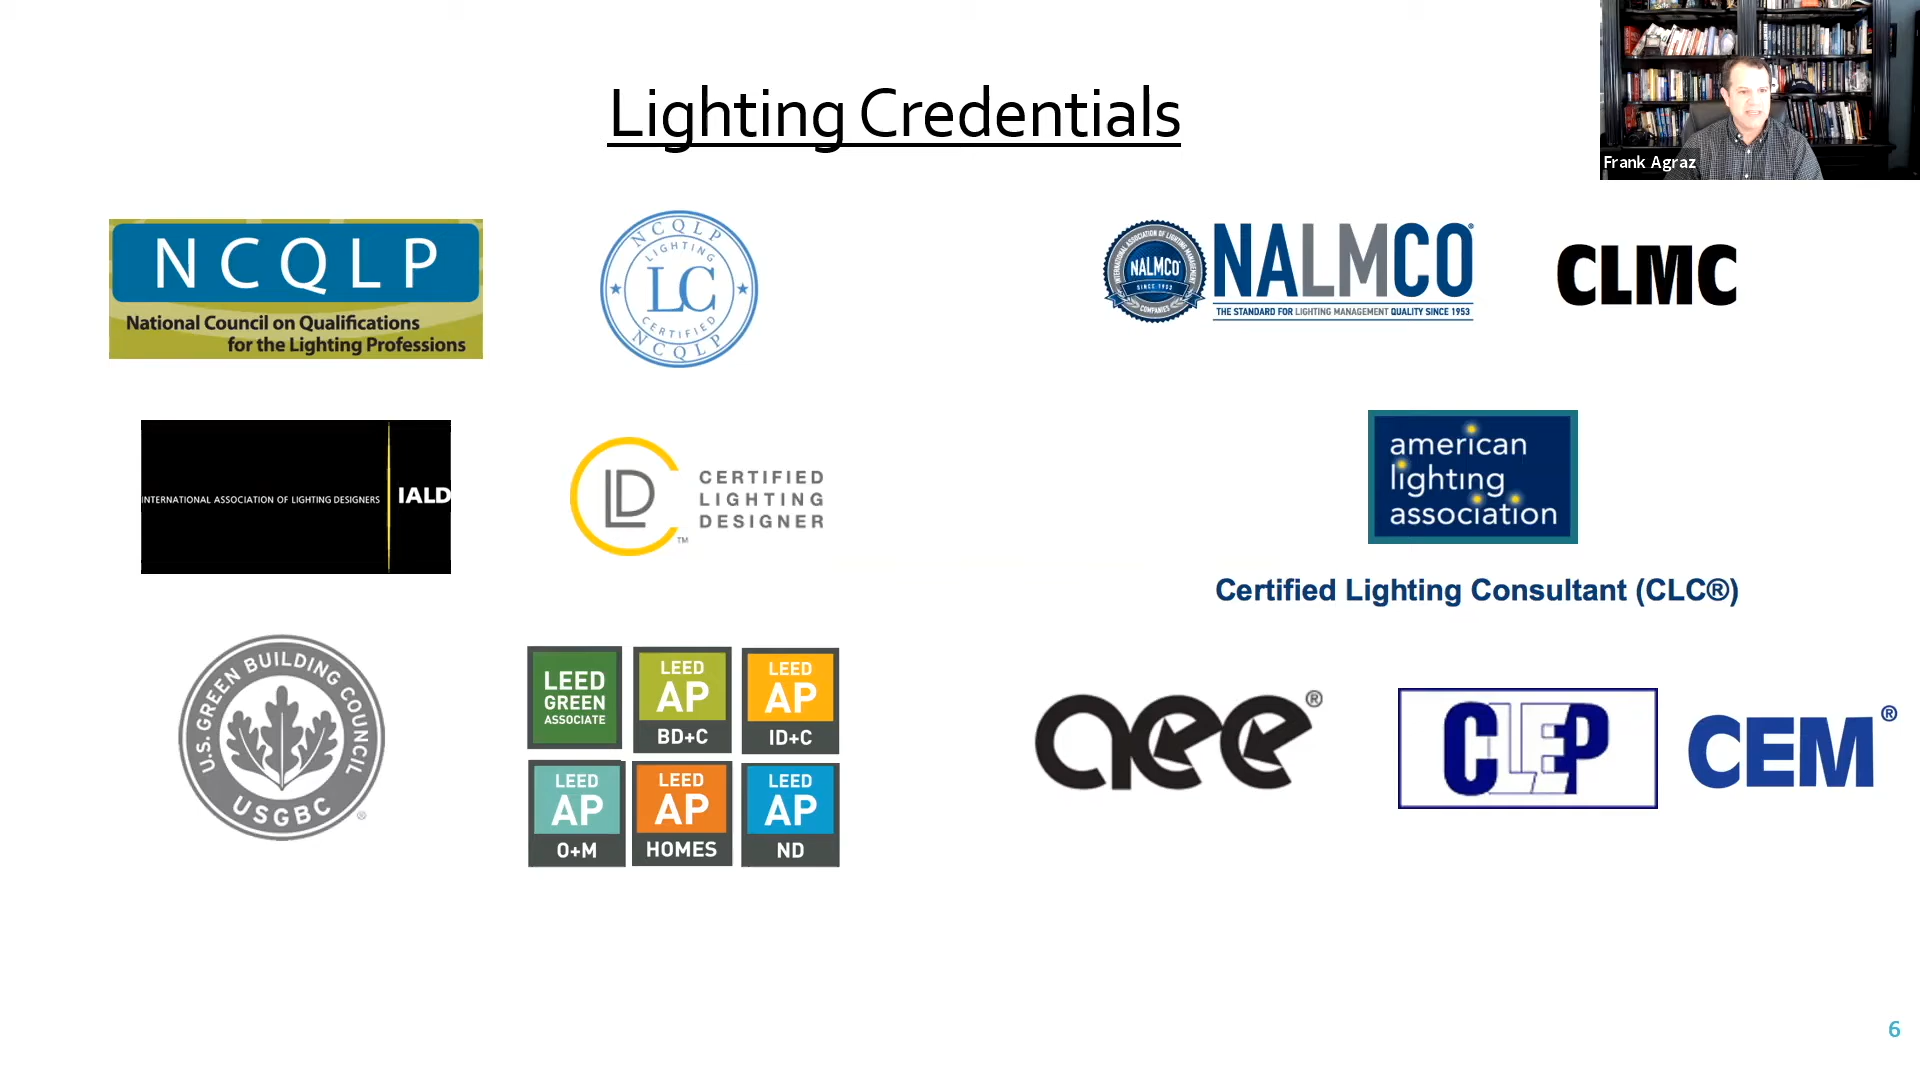 Lighting Credentials
Frank Agraz
NCQLP
National Council on Qualifications
for the Lighting Professions
NCQLP
LIGHTING
LC
CERTIFIED
NCQLP
INTERNATIONAL ASSOCIATION OF LIGHTING MANAGEMENT
NALMCO
SINCE 1953
COMPANIES
NALMCO®
THE STANDARD FOR LIGHTING MANAGEMENT QUALITY SINCE 1953
CLMC
INTERNATIONAL ASSOCIATION OF LIGHTING DESIGNERS
IALD
CLD
TM
CERTIFIED
LIGHTING
DESIGNER
american
lighting
association
Certified Lighting Consultant (CLC®)
U.S. GREEN BUILDING COUNCIL
USGBC
®
LEED
GREEN
ASSOCIATE
LEED
AP
BD+C
LEED
AP
ID+C
LEED
AP
O+M
LEED
AP
HOMES
LEED
AP
ND
aee®
CLEP
CEM®
6